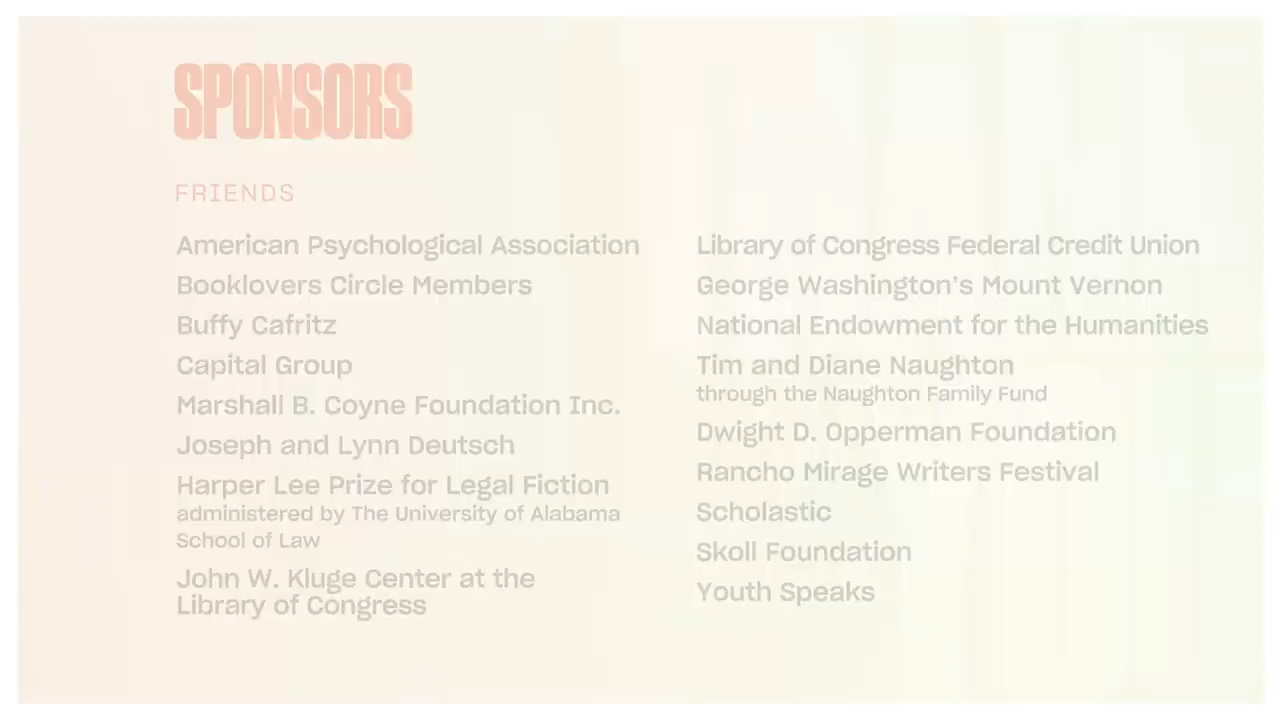 SPONSORS
FRIENDS
American Psychological Association
Booklovers Circle Members
Buffy Cafritz
Capital Group
Marshall B. Coyne Foundation Inc.
Joseph and Lynn Deutsch
Harper Lee Prize for Legal Fiction
administered by The University of Alabama
School of Law
John W. Kluge Center at the
Library of Congress
Library of Congress Federal Credit Union
George Washington’s Mount Vernon
National Endowment for the Humanities
Tim and Diane Naughton
through the Naughton Family Fund
Dwight D. Opperman Foundation
Rancho Mirage Writers Festival
Scholastic
Skoll Foundation
Youth Speaks